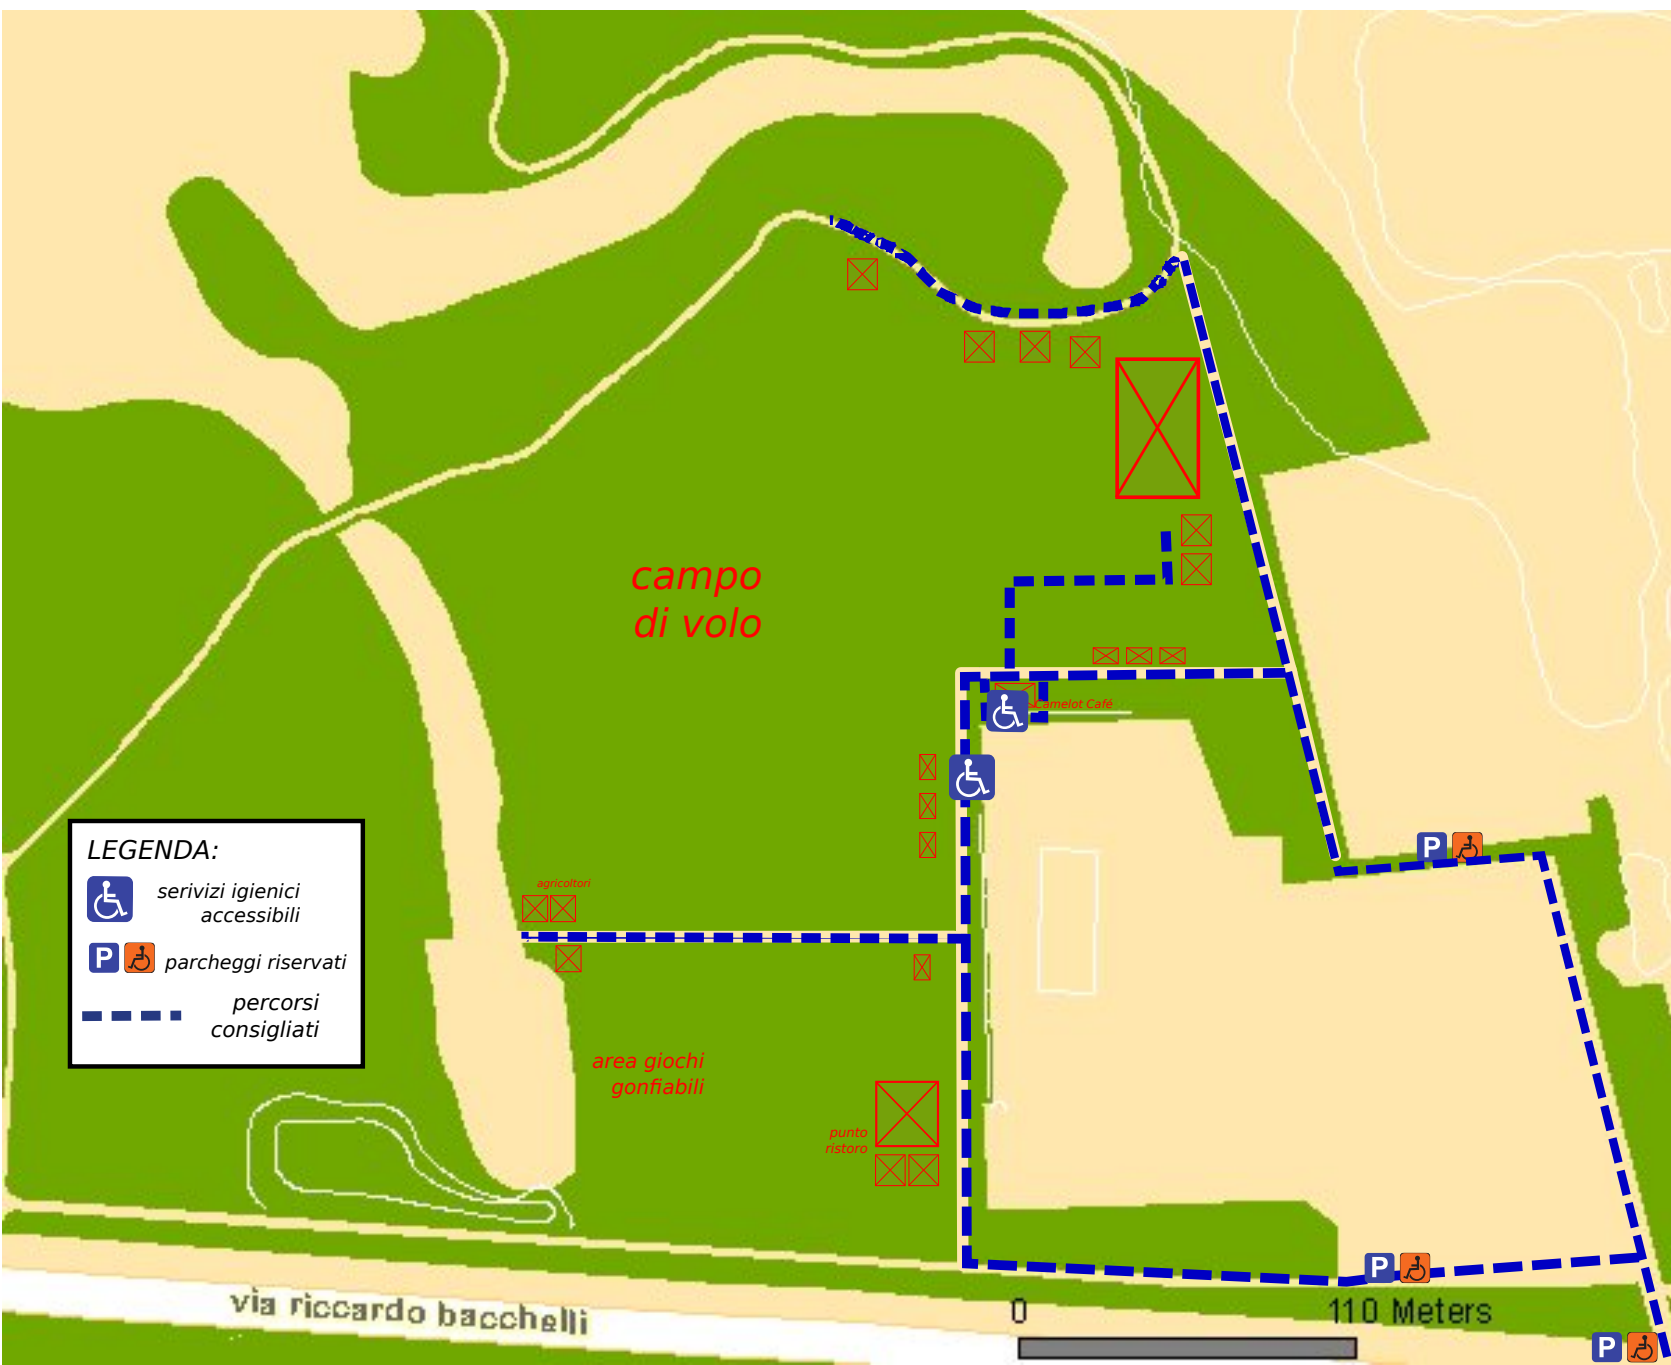 campo
di volo
Camelot Café
agricoltori
LEGENDA:
serivizi igienici
accessibili
P
parcheggi riservati
percorsi
consigliati
P
area giochi
gonfiabili
punto
ristoro
P
via riccardo bacchelli
0
110 Meters
P